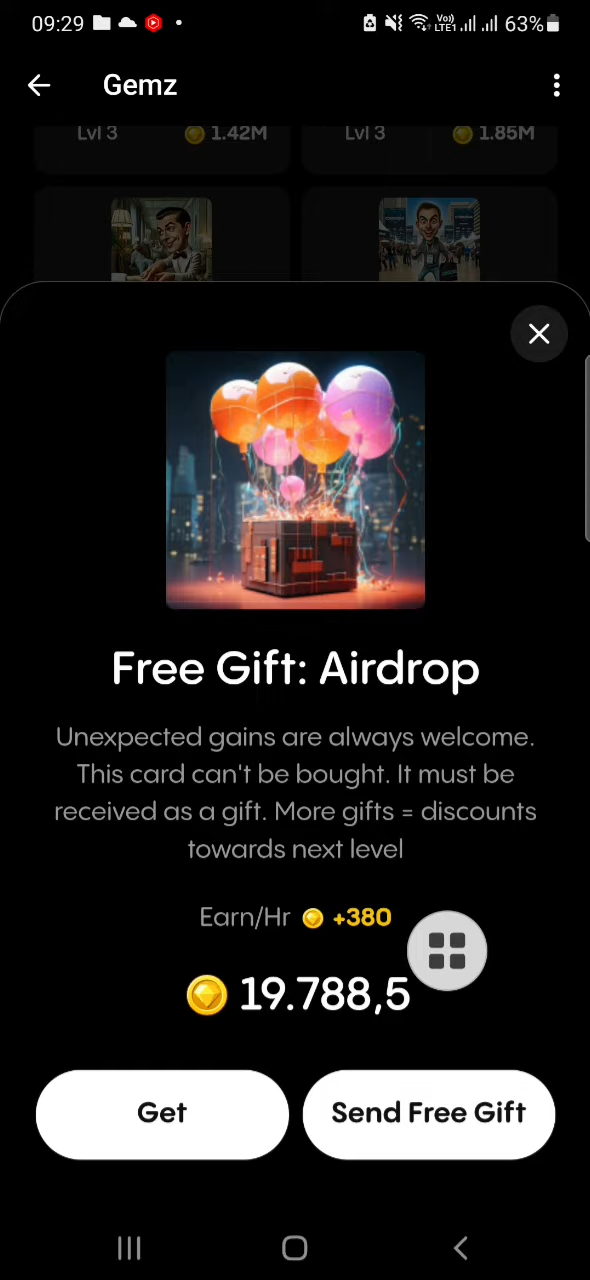 09:29
Vo))
LTE1
63%
Gemz
Lvl 3
1.42M
Lvl 3
1.85M
Free Gift: Airdrop
Unexpected gains are always welcome.
This card can't be bought. It must be
received as a gift. More gifts = discounts
towards next level
Earn/Hr +380
19.788,5
Get
Send Free Gift